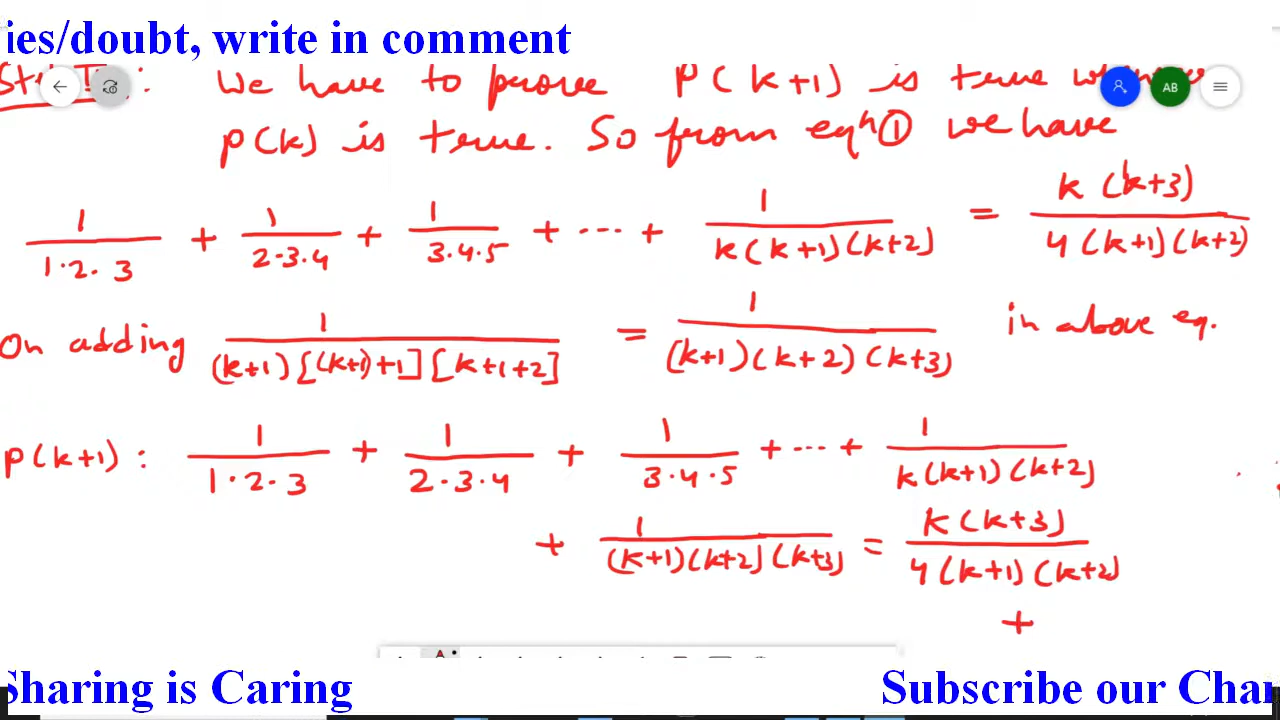 ies/doubt, write in comment
Step II : We have to prove P(k+1) is true
P(k) is true. So from eqⁿ ① we have
1/(1·2·3) + 1/(2·3·4) + 1/(3·4·5) + ... + 1/(k(k+1)(k+2)) = k(k+3)/(4(k+1)(k+2))
On adding 1/((k+1)[(k+1)+1][k+1+2]) = 1/((k+1)(k+2)(k+3)) in above eq.
P(k+1) : 1/(1·2·3) + 1/(2·3·4) + 1/(3·4·5) + ... + 1/(k(k+1)(k+2))
+ 1/((k+1)(k+2)(k+3)) = k(k+3)/(4(k+1)(k+2))
+
AB
Sharing is Caring
Subscribe our Chan